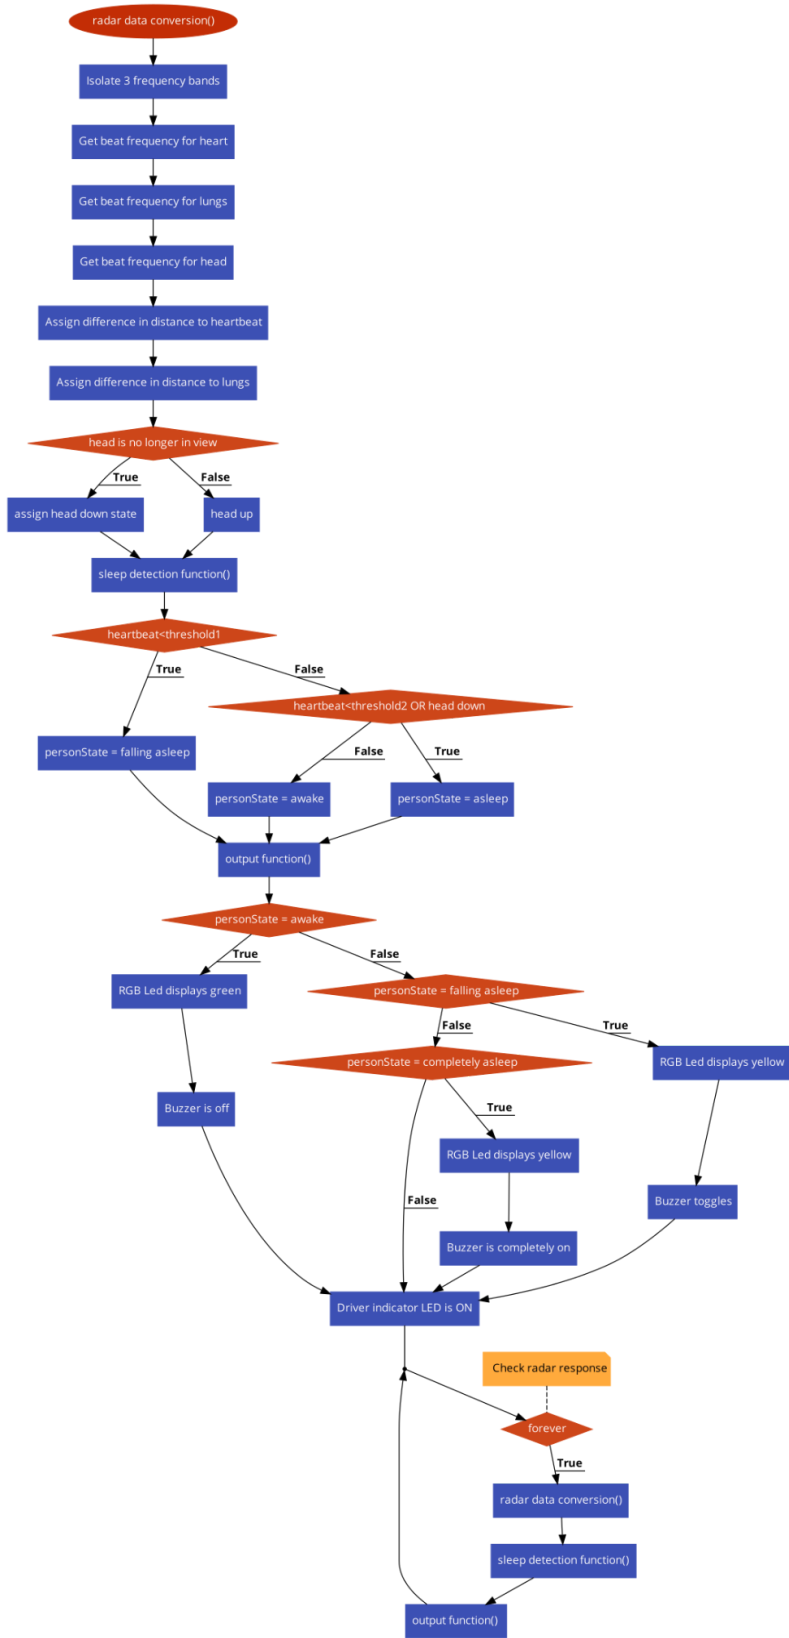 radar data conversion()
Isolate 3 frequency bands
Get beat frequency for heart
Get beat frequency for lungs
Get beat frequency for head
Assign difference in distance to heartbeat
Assign difference in distance to lungs
head is no longer in view
True
False
assign head down state
head up
sleep detection function()
heartbeat<threshold1
True
False
heartbeat<threshold2 OR head down
personState = falling asleep
False
True
personState = awake
personState = asleep
output function()
personState = awake
True
False
RGB Led displays green
personState = falling asleep
False
True
personState = completely asleep
RGB Led displays yellow
Buzzer is off
True
RGB Led displays yellow
False
Buzzer toggles
Buzzer is completely on
Driver indicator LED is ON
Check radar response
forever
True
radar data conversion()
sleep detection function()
output function()